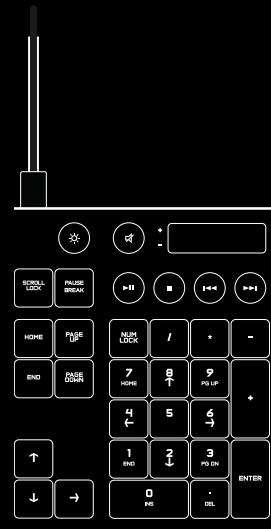 SCROLL
LOCK
PAUSE
BREAK
HOME
PAGE
UP
NUM
LOCK
/
*
-
END
PAGE
DOWN
7
HOME
8
↑
9
PG UP
+
4
←
5
6
→
1
END
2
↓
3
PG DN
ENTER
↑
↓
→
0
INS
.
DEL